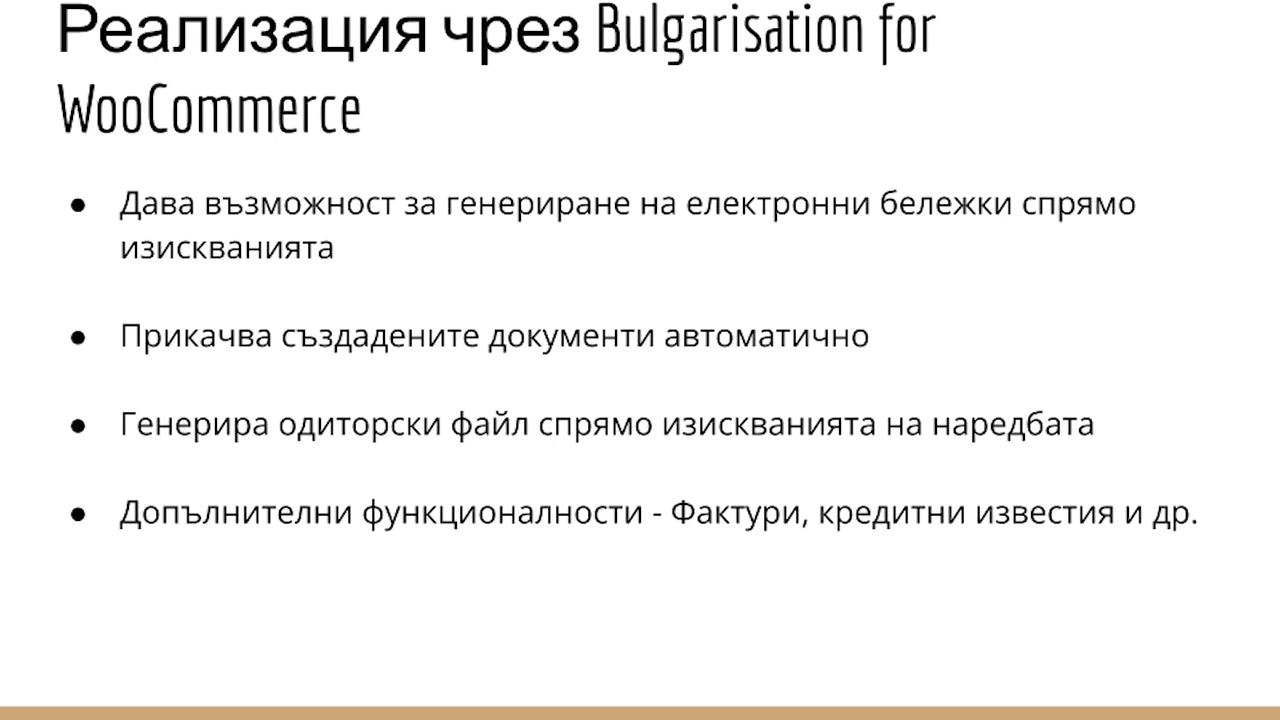 Реализация чрез Bulgarisation for
WooCommerce
● Дава възможност за генериране на електронни бележки спрямо
изискванията
● Прикачва създадените документи автоматично
● Генерира одиторски файл спрямо изискванията на наредбата
● Допълнителни функционалности - Фактури, кредитни известия и др.